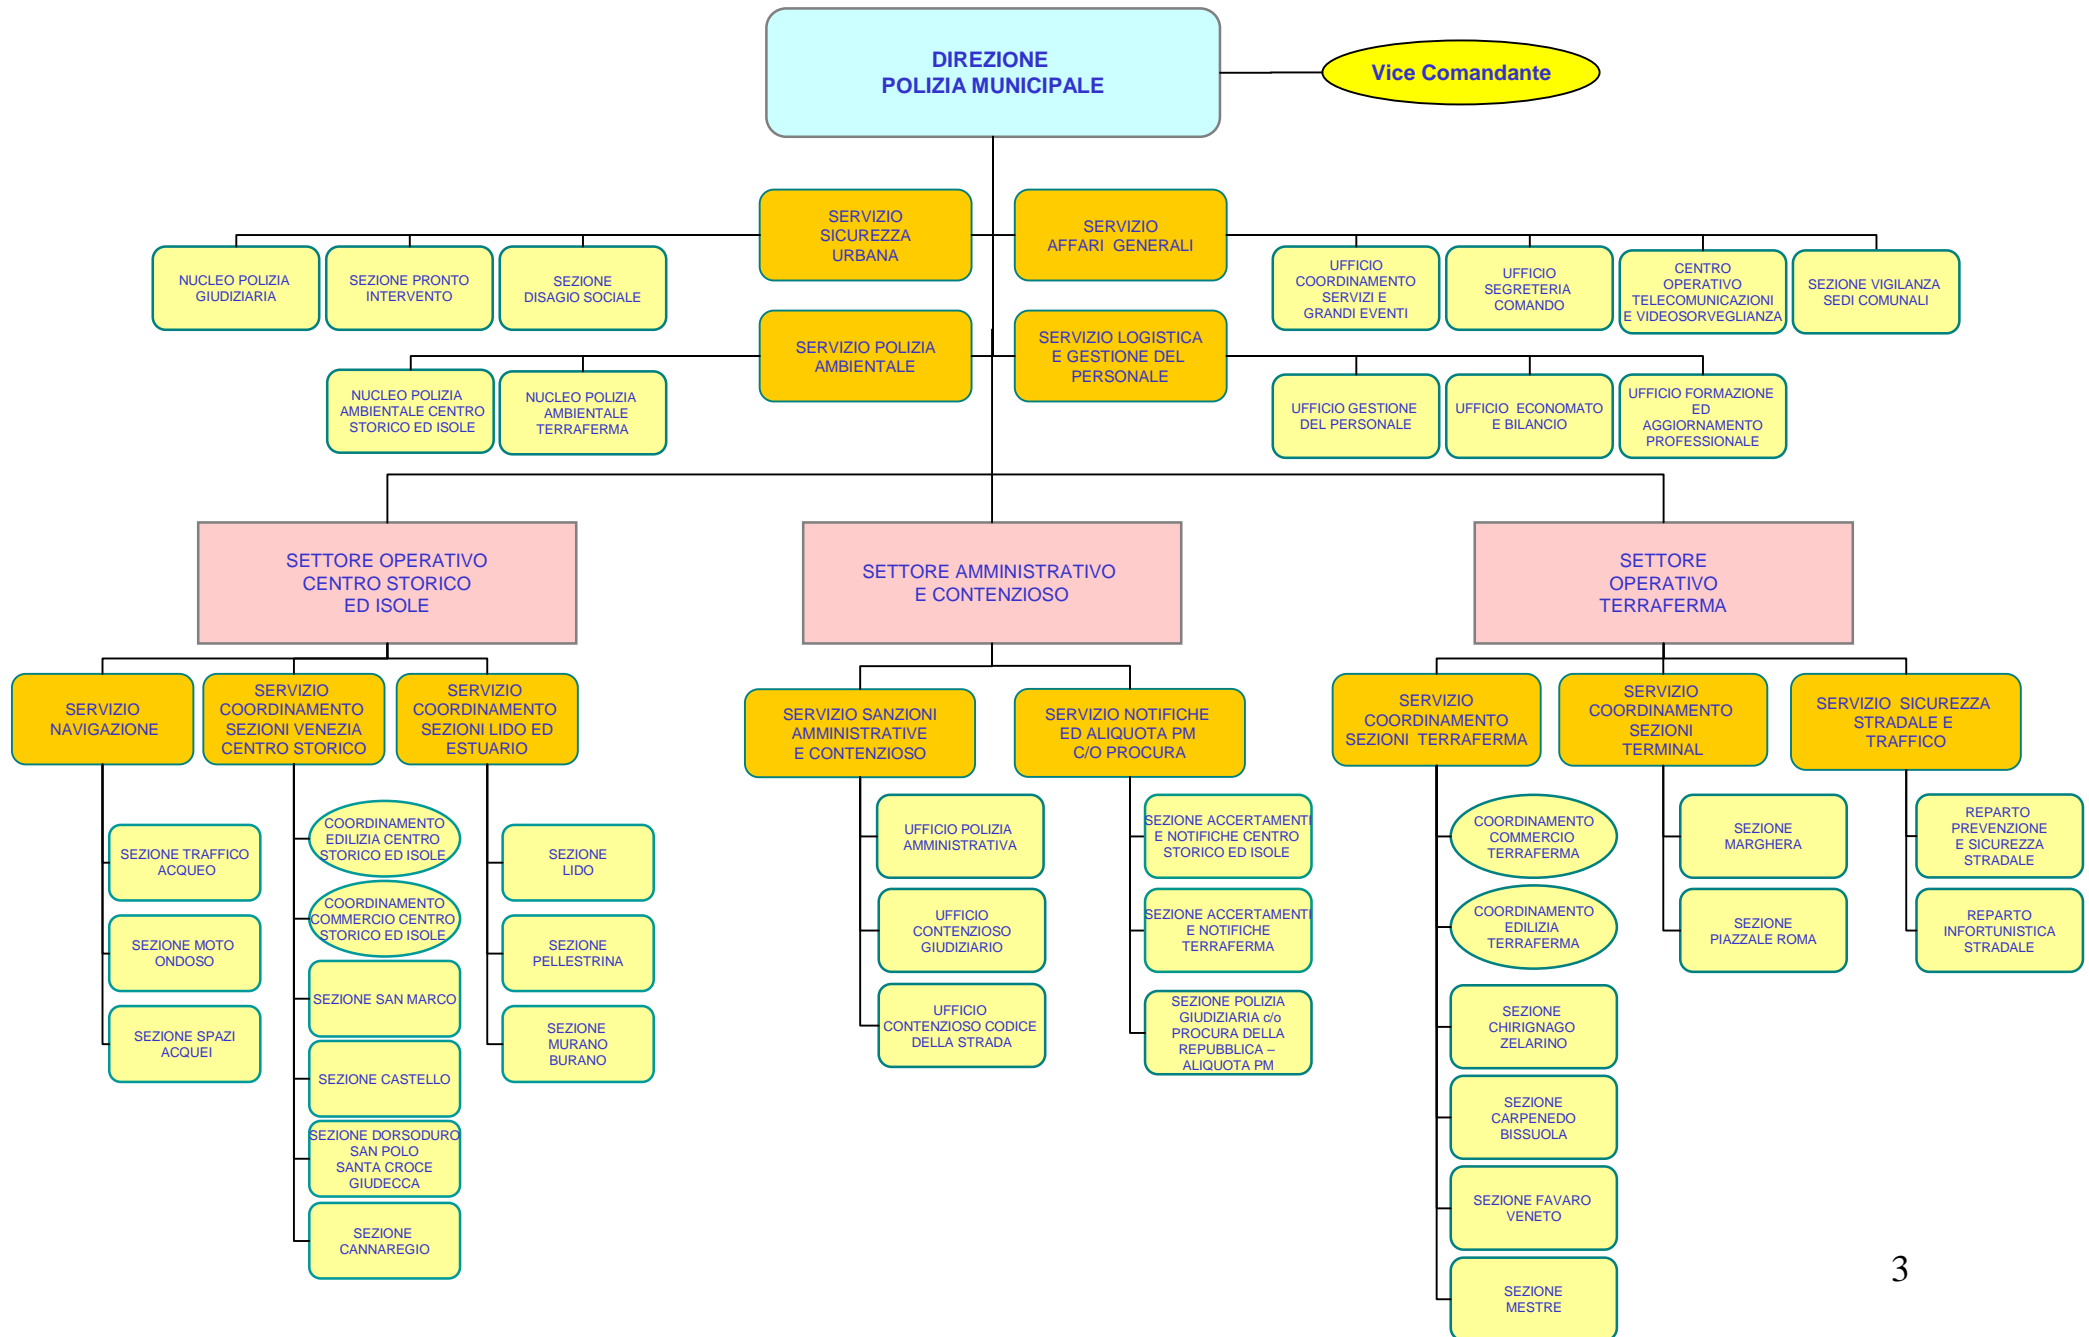 DIREZIONE
POLIZIA MUNICIPALE
Vice Comandante
SERVIZIO
SICUREZZA
URBANA
SERVIZIO
AFFARI GENERALI
NUCLEO POLIZIA
GIUDIZIARIA
SEZIONE PRONTO
INTERVENTO
SEZIONE
DISAGIO SOCIALE
UFFICIO
COORDINAMENTO
SERVIZI E
GRANDI EVENTI
UFFICIO
SEGRETERIA
COMANDO
CENTRO
OPERATIVO
TELECOMUNICAZIONI
E VIDEOSORVEGLIANZA
SEZIONE VIGILANZA
SEDI COMUNALI
SERVIZIO POLIZIA
AMBIENTALE
SERVIZIO LOGISTICA
E GESTIONE DEL
PERSONALE
NUCLEO POLIZIA
AMBIENTALE CENTRO
STORICO ED ISOLE
NUCLEO POLIZIA
AMBIENTALE
TERRAFERMA
UFFICIO GESTIONE
DEL PERSONALE
UFFICIO ECONOMATO
E BILANCIO
UFFICIO FORMAZIONE
ED
AGGIORNAMENTO
PROFESSIONALE
SETTORE OPERATIVO
CENTRO STORICO
ED ISOLE
SETTORE AMMINISTRATIVO
E CONTENZIOSO
SETTORE
OPERATIVO
TERRAFERMA
SERVIZIO
NAVIGAZIONE
SERVIZIO
COORDINAMENTO
SEZIONI VENEZIA
CENTRO STORICO
SERVIZIO
COORDINAMENTO
SEZIONI LIDO ED
ESTUARIO
SERVIZIO SANZIONI
AMMINISTRATIVE
E CONTENZIOSO
SERVIZIO NOTIFICHE
ED ALIQUOTA PM
C/O PROCURA
SERVIZIO
COORDINAMENTO
SEZIONI TERRAFERMA
SERVIZIO
COORDINAMENTO
SEZIONI
TERMINAL
SERVIZIO SICUREZZA
STRADALE E
TRAFFICO
SEZIONE TRAFFICO
ACQUEO
SEZIONE MOTO
ONDOSO
SEZIONE SPAZI
ACQUEI
COORDINAMENTO
EDILIZIA CENTRO
STORICO ED ISOLE
COORDINAMENTO
COMMERCIO CENTRO
STORICO ED ISOLE
SEZIONE SAN MARCO
SEZIONE CASTELLO
SEZIONE DORSODURO
SAN POLO
SANTA CROCE
GIUDECCA
SEZIONE
CANNAREGIO
SEZIONE
LIDO
SEZIONE
PELLESTRINA
SEZIONE
MURANO
BURANO
UFFICIO POLIZIA
AMMINISTRATIVA
UFFICIO
CONTENZIOSO
GIUDIZIARIO
UFFICIO
CONTENZIOSO CODICE
DELLA STRADA
SEZIONE ACCERTAMENTI
E NOTIFICHE CENTRO
STORICO ED ISOLE
SEZIONE ACCERTAMENTI
E NOTIFICHE
TERRAFERMA
SEZIONE POLIZIA
GIUDIZIARIA c/o
PROCURA DELLA
REPUBBLICA –
ALIQUOTA PM
COORDINAMENTO
COMMERCIO
TERRAFERMA
COORDINAMENTO
EDILIZIA
TERRAFERMA
SEZIONE
CHIRIGNAGO
ZELARINO
SEZIONE
CARPENEDO
BISSUOLA
SEZIONE FAVARO
VENETO
SEZIONE
MESTRE
SEZIONE
MARGHERA
SEZIONE
PIAZZALE ROMA
REPARTO
PREVENZIONE
E SICUREZZA
STRADALE
REPARTO
INFORTUNISTICA
STRADALE
3